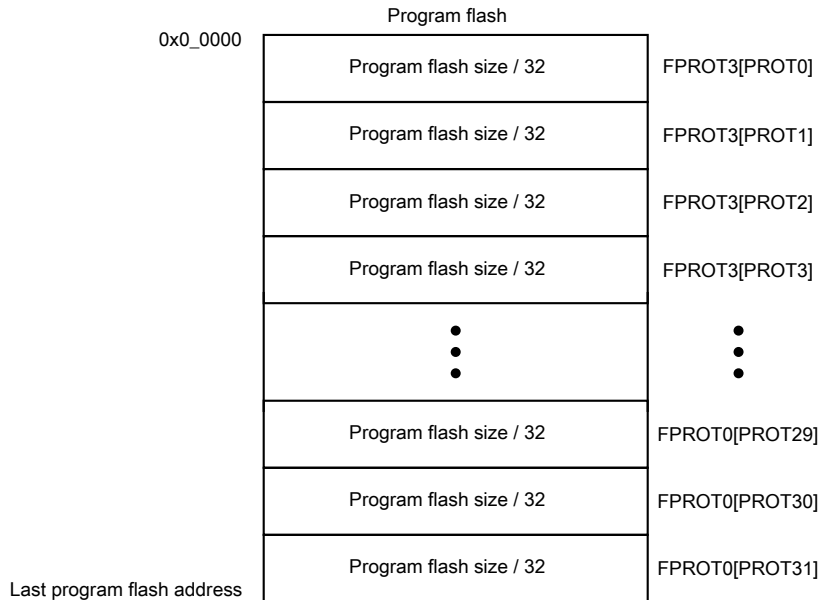 Program flash
0x0_0000
Program flash size / 32 FPROT3[PROT0]
Program flash size / 32 FPROT3[PROT1]
Program flash size / 32 FPROT3[PROT2]
Program flash size / 32 FPROT3[PROT3]
Program flash size / 32 FPROT0[PROT29]
Program flash size / 32 FPROT0[PROT30]
Program flash size / 32 FPROT0[PROT31]
Last program flash address